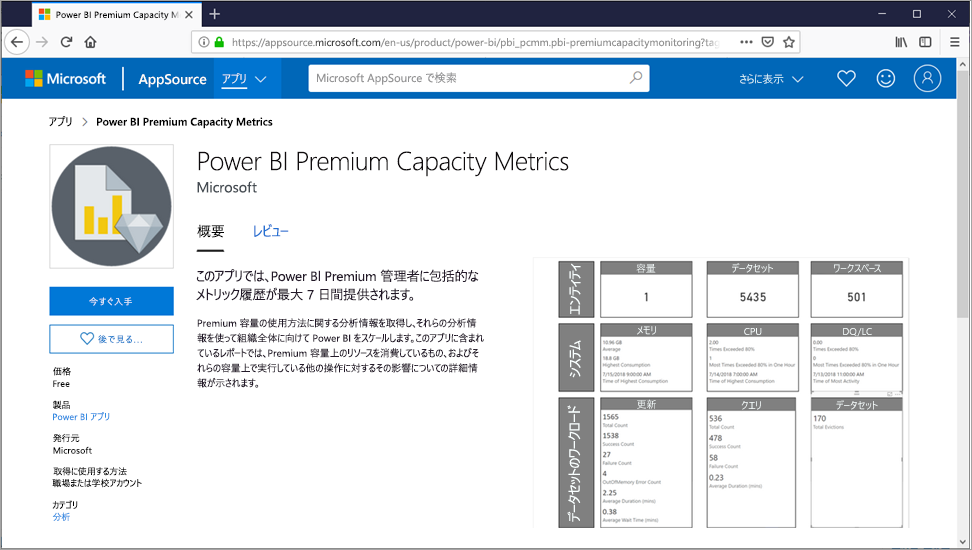 Power BI Premium Capacity M
https://appsource.microsoft.com/en-us/product/power-bi/pbi_pcmm.pbi-premiumcapacitymonitoring?tag
Microsoft AppSource アプリ Microsoft AppSource で検索 さらに表示
アプリ > Power BI Premium Capacity Metrics
Power BI Premium Capacity Metrics
Microsoft
概要 レビュー
今すぐ入手
後で見る...
価格
Free
製品
Power BI アプリ
発行元
Microsoft
取得に使用する方法
職場または学校アカウント
カテゴリ
分析
このアプリでは、Power BI Premium 管理者に包括的な
メトリック履歴が最大 7 日間提供されます。
Premium 容量の使用方法に関する分析情報を取得し、それらの分析情
報を使って組織全体に向けて Power BI をスケールします。このアプリに含まれ
ているレポートでは、Premium 容量上のリソースを消費しているもの、およびそ
れらの容量上で実行している他の操作に対するその影響についての詳細情
報が示されます。
エンティティ
容量
1
データセット
5435
ワークスペース
501
システム
メモリ
10.96 GB
Average
18.8 GB
Highest Consumption
7/15/2018 9:00:00 AM
Time of Highest Consumption
CPU
2
Times Exceeded 80%
1
Most Times Exceeded 80% in One Hour
7/14/2018 7:00:00 AM
Time of Highest Consumption
DQ/LC
0.00
Times Exceeded 80%
0
Most Times Exceeded 80% in One Hour
7/13/2018 11:00:00 AM
Time of Most Activity
データセットのワークロード
更新
1565
Total Count
1538
Success Count
27
Failure Count
4
OutOfMemory Error Count
2.25
Average Duration (mins)
0.38
Average Wait Time (mins)
クエリ
536
Total Count
478
Success Count
58
Failure Count
0.23
Average Duration (mins)
データセット
170
Total Evictions